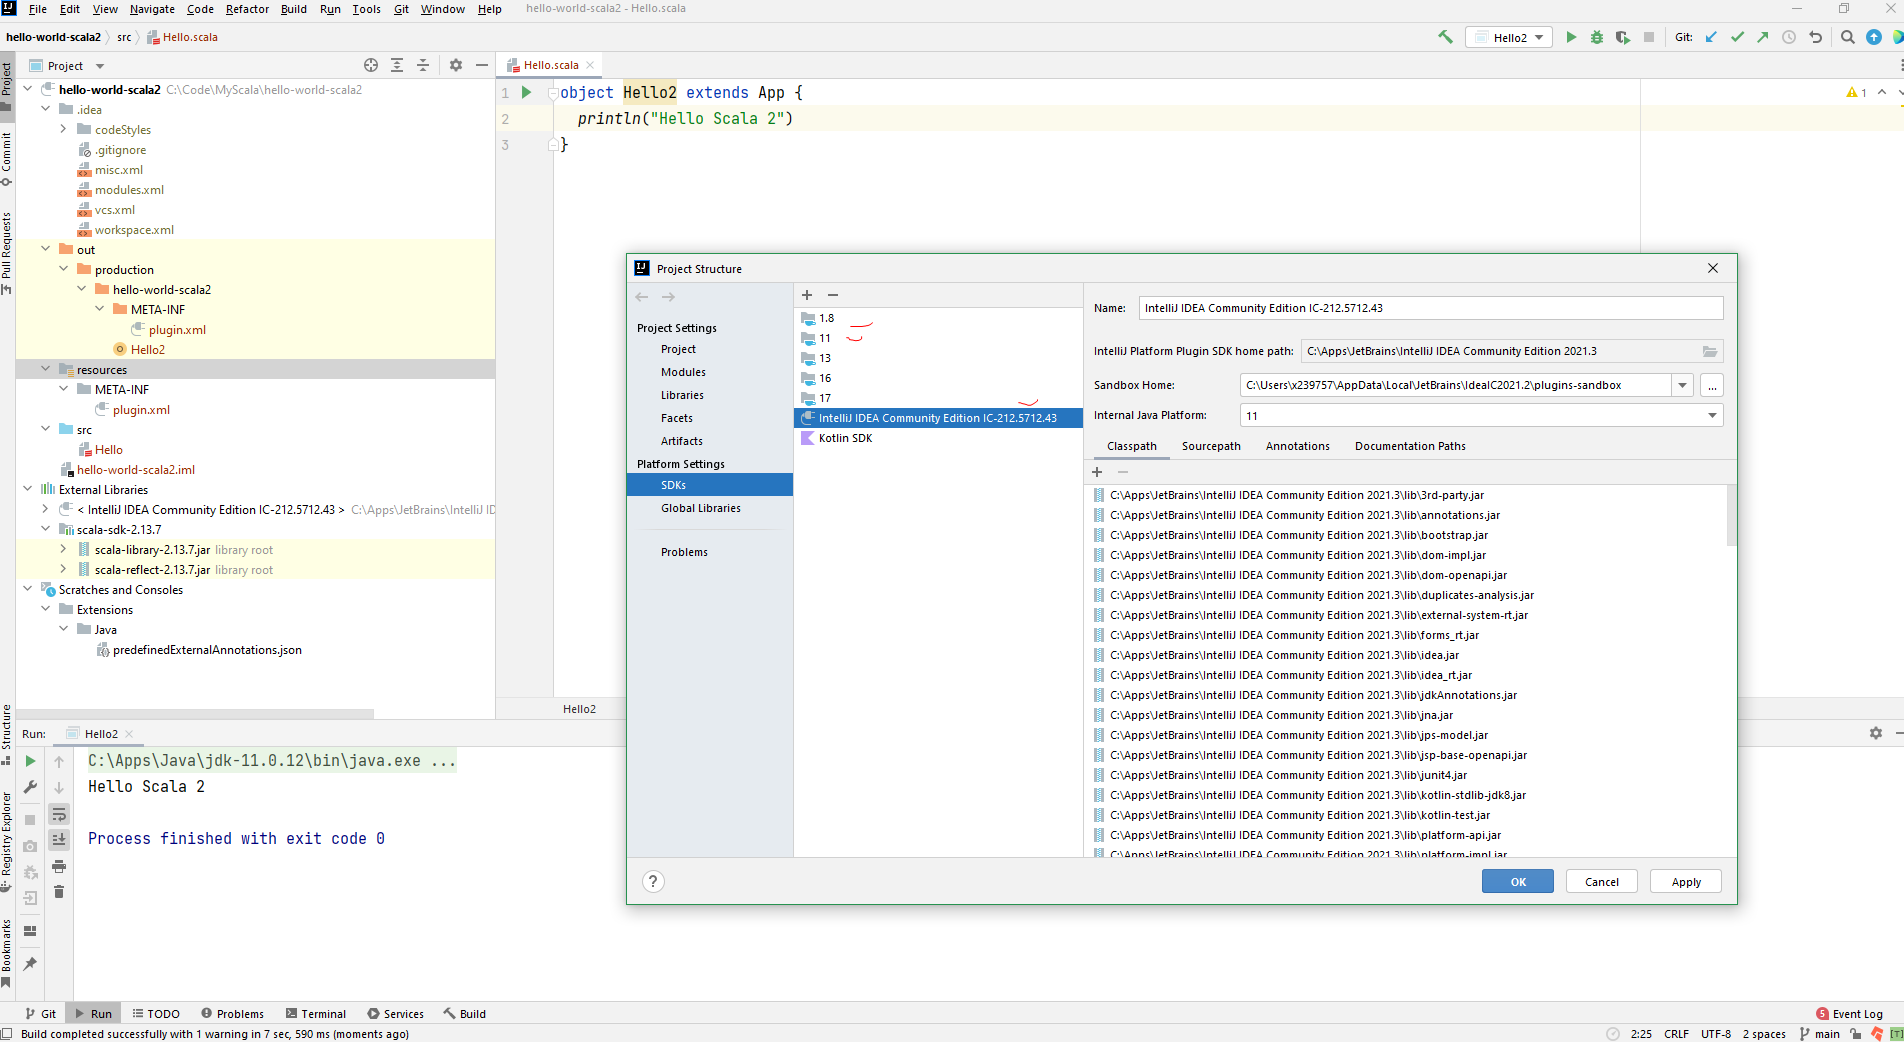 File Edit View Navigate Code Refactor Build Run Tools Git Window Help hello-world-scala2 - Hello.scala
hello-world-scala2 src Hello.scala
Hello2 Git:
Project
Hello.scala
hello-world-scala2 C:\Code\MyScala\hello-world-scala2
.idea
codeStyles
.gitignore
misc.xml
modules.xml
vcs.xml
workspace.xml
out
production
hello-world-scala2
META-INF
plugin.xml
Hello2
resources
META-INF
plugin.xml
src
Hello
hello-world-scala2.iml
External Libraries
< IntelliJ IDEA Community Edition IC-212.5712.43 > C:\Apps\JetBrains\IntelliJ ID
scala-sdk-2.13.7
scala-library-2.13.7.jar library root
scala-reflect-2.13.7.jar library root
Scratches and Consoles
Extensions
Java
predefinedExternalAnnotations.json
Project
Commit
Pull Requests
Structure
Registry Explorer
Bookmarks
1 object Hello2 extends App {
2 println("Hello Scala 2")
3 }
1
Hello2
Project Structure
Project Settings
Project
Modules
Libraries
Facets
Artifacts
Platform Settings
SDKs
Global Libraries
Problems
1.8
11
13
16
17
IntelliJ IDEA Community Edition IC-212.5712.43
Kotlin SDK
Name: IntelliJ IDEA Community Edition IC-212.5712.43
IntelliJ Platform Plugin SDK home path: C:\Apps\JetBrains\IntelliJ IDEA Community Edition 2021.3
Sandbox Home: C:\Users\x239757\AppData\Local\JetBrains\IdeaIC2021.2\plugins-sandbox ...
Internal Java Platform: 11
Classpath Sourcepath Annotations Documentation Paths
C:\Apps\JetBrains\IntelliJ IDEA Community Edition 2021.3\lib\3rd-party.jar
C:\Apps\JetBrains\IntelliJ IDEA Community Edition 2021.3\lib\annotations.jar
C:\Apps\JetBrains\IntelliJ IDEA Community Edition 2021.3\lib\bootstrap.jar
C:\Apps\JetBrains\IntelliJ IDEA Community Edition 2021.3\lib\dom-impl.jar
C:\Apps\JetBrains\IntelliJ IDEA Community Edition 2021.3\lib\dom-openapi.jar
C:\Apps\JetBrains\IntelliJ IDEA Community Edition 2021.3\lib\duplicates-analysis.jar
C:\Apps\JetBrains\IntelliJ IDEA Community Edition 2021.3\lib\external-system-rt.jar
C:\Apps\JetBrains\IntelliJ IDEA Community Edition 2021.3\lib\forms_rt.jar
C:\Apps\JetBrains\IntelliJ IDEA Community Edition 2021.3\lib\idea.jar
C:\Apps\JetBrains\IntelliJ IDEA Community Edition 2021.3\lib\idea_rt.jar
C:\Apps\JetBrains\IntelliJ IDEA Community Edition 2021.3\lib\jdkAnnotations.jar
C:\Apps\JetBrains\IntelliJ IDEA Community Edition 2021.3\lib\jna.jar
C:\Apps\JetBrains\IntelliJ IDEA Community Edition 2021.3\lib\jps-model.jar
C:\Apps\JetBrains\IntelliJ IDEA Community Edition 2021.3\lib\jsp-base-openapi.jar
C:\Apps\JetBrains\IntelliJ IDEA Community Edition 2021.3\lib\junit4.jar
C:\Apps\JetBrains\IntelliJ IDEA Community Edition 2021.3\lib\kotlin-stdlib-jdk8.jar
C:\Apps\JetBrains\IntelliJ IDEA Community Edition 2021.3\lib\kotlin-test.jar
C:\Apps\JetBrains\IntelliJ IDEA Community Edition 2021.3\lib\platform-api.jar
C:\Apps\JetBrains\IntelliJ IDEA Community Edition 2021.3\lib\platform-impl.jar
? OK Cancel Apply
Run: Hello2
C:\Apps\Java\jdk-11.0.12\bin\java.exe ...
Hello Scala 2
Process finished with exit code 0
Git Run TODO Problems Terminal Services Build 5 Event Log
Build completed successfully with 1 warning in 7 sec, 590 ms (moments ago) 2:25 CRLF UTF-8 2 spaces main [T]